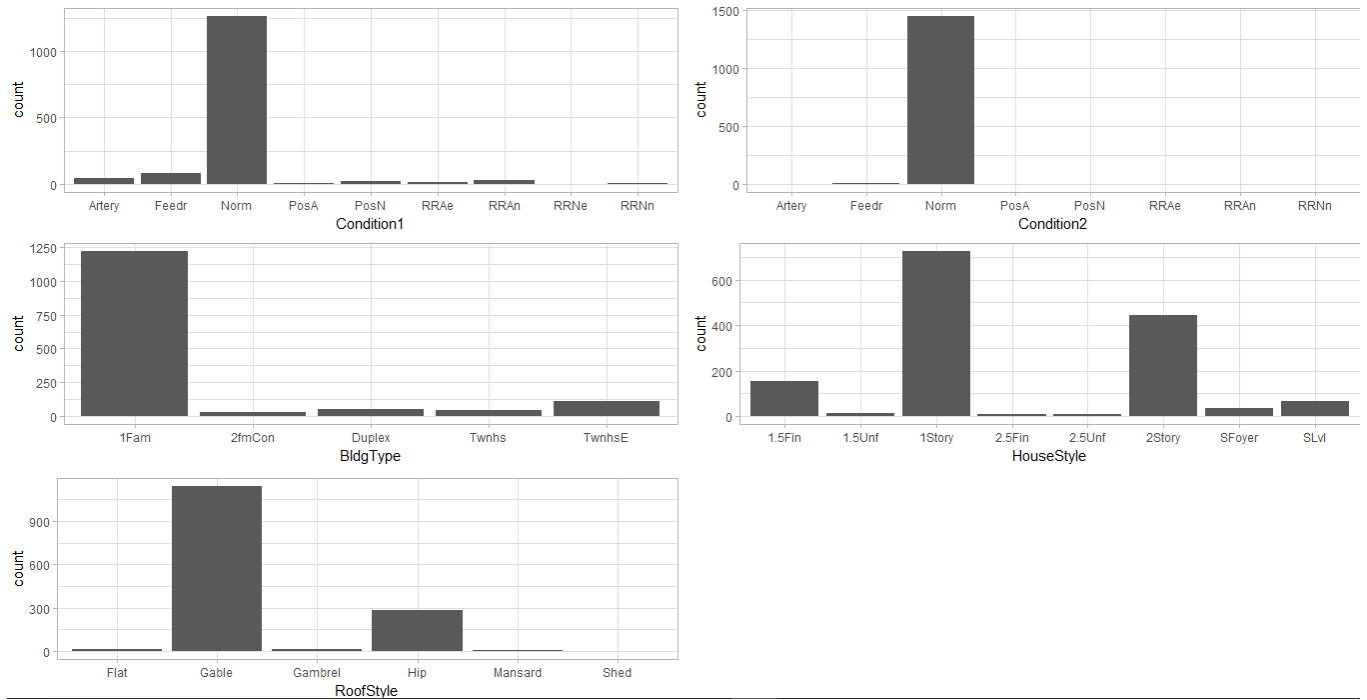 count
1000
500
0
Artery Feedr Norm PosA PosN RRAe RRAn RRNe RRNn
Condition1
count
1500
1000
500
0
Artery Feedr Norm PosA PosN RRAe RRAn RRNn
Condition2
count
1250
1000
750
500
250
0
1Fam 2fmCon Duplex Twnhs TwnhsE
BldgType
count
600
400
200
0
1.5Fin 1.5Unf 1Story 2.5Fin 2.5Unf 2Story SFoyer SLvl
HouseStyle
count
900
600
300
0
Flat Gable Gambrel Hip Mansard Shed
RoofStyle